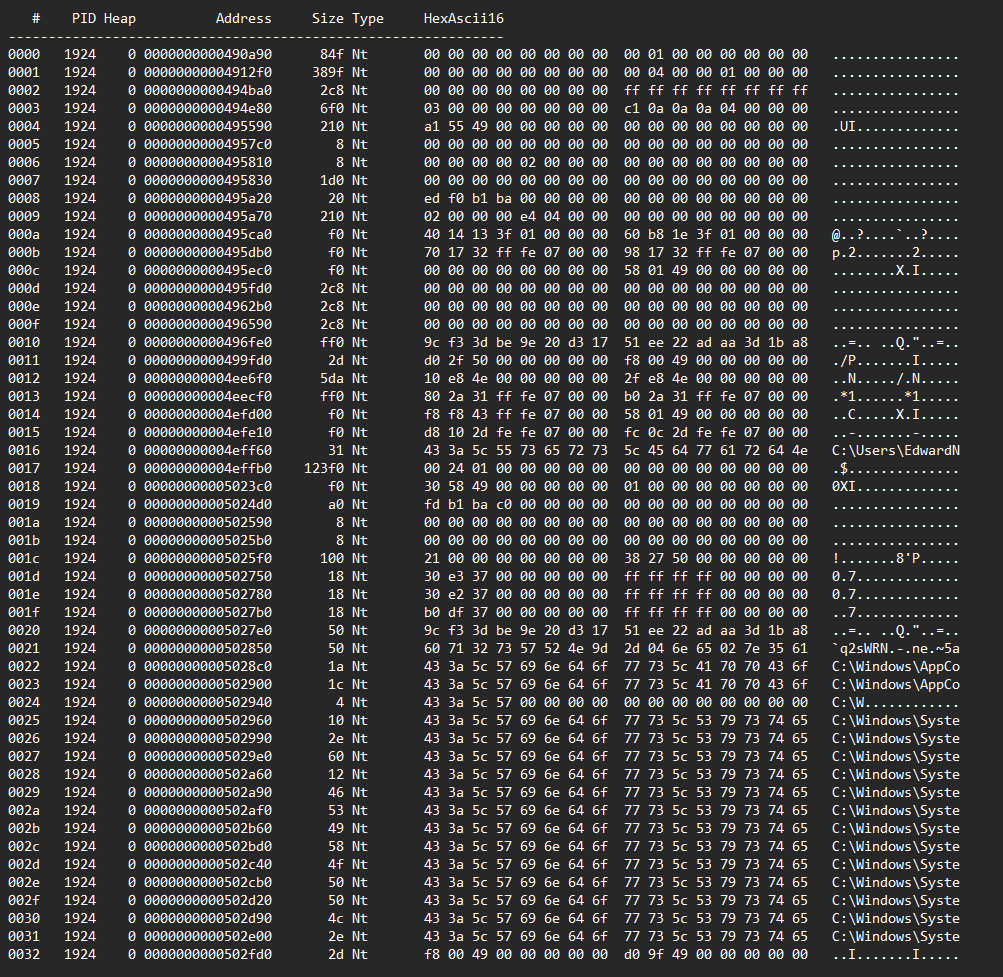 # PID Heap Address Size Type HexAscii16
--------------------------------------------------------------
0000 1924 0 0000000000490a90 84f Nt 00 00 00 00 00 00 00 00 00 01 00 00 00 00 00 00 ................
0001 1924 0 00000000004912f0 389f Nt 00 00 00 00 00 00 00 00 00 04 00 00 01 00 00 00 ................
0002 1924 0 0000000000494ba0 2c8 Nt 00 00 00 00 00 00 00 00 ff ff ff ff ff ff ff ff ................
0003 1924 0 0000000000494e80 6f0 Nt 03 00 00 00 00 00 00 00 c1 0a 0a 0a 04 00 00 00 ................
0004 1924 0 0000000000495590 210 Nt a1 55 49 00 00 00 00 00 00 00 00 00 00 00 00 00 .UI.............
0005 1924 0 00000000004957c0 8 Nt 00 00 00 00 00 00 00 00 00 00 00 00 00 00 00 00 ................
0006 1924 0 0000000000495810 8 Nt 00 00 00 00 00 02 00 00 00 00 00 00 00 00 00 00 ................
0007 1924 0 0000000000495830 1d0 Nt 00 00 00 00 00 00 00 00 00 00 00 00 00 00 00 00 ................
0008 1924 0 0000000000495a20 20 Nt ed f0 b1 ba 00 00 00 00 00 00 00 00 00 00 00 00 ................
0009 1924 0 0000000000495a70 210 Nt 02 00 00 00 e4 04 00 00 00 00 00 00 00 00 00 00 ................
000a 1924 0 0000000000495ca0 f0 Nt 40 14 13 3f 01 00 00 00 60 b8 1e 3f 01 00 00 00 @..?....`..?....
000b 1924 0 0000000000495db0 f0 Nt 70 17 32 ff fe 07 00 00 98 17 32 ff fe 07 00 00 p.2.......2.....
000c 1924 0 0000000000495ec0 f0 Nt 00 00 00 00 00 00 00 00 58 01 49 00 00 00 00 00 ........X.I.....
000d 1924 0 0000000000495fd0 2c8 Nt 00 00 00 00 00 00 00 00 00 00 00 00 00 00 00 00 ................
000e 1924 0 00000000004962b0 2c8 Nt 00 00 00 00 00 00 00 00 00 00 00 00 00 00 00 00 ................
000f 1924 0 0000000000496590 2c8 Nt 00 00 00 00 00 00 00 00 00 00 00 00 00 00 00 00 ................
0010 1924 0 0000000000496fe0 ff0 Nt 9c f3 3d be 9e 20 d3 17 51 ee 22 ad aa 3d 1b a8 ..=.. ..Q."..=..
0011 1924 0 0000000000499fd0 2d Nt d0 2f 50 00 00 00 00 00 f8 00 49 00 00 00 00 00 ./P.......I.....
0012 1924 0 00000000004ee6f0 5da Nt 10 e8 4e 00 00 00 00 00 2f e8 4e 00 00 00 00 00 ..N...../.N.....
0013 1924 0 00000000004eecf0 ff0 Nt 80 2a 31 ff fe 07 00 00 b0 2a 31 ff fe 07 00 00 .*1......*1.....
0014 1924 0 00000000004efd00 f0 Nt f8 f8 43 ff fe 07 00 00 58 01 49 00 00 00 00 00 ..C.....X.I.....
0015 1924 0 00000000004efe10 f0 Nt d8 10 2d fe fe 07 00 00 fc 0c 2d fe fe 07 00 00 ..-.......-.....
0016 1924 0 00000000004eff60 31 Nt 43 3a 5c 55 73 65 72 73 5c 45 64 77 61 72 64 4e C:\Users\EdwardN
0017 1924 0 00000000004effb0 123f0 Nt 00 24 01 00 00 00 00 00 00 00 00 00 00 00 00 00 .$..............
0018 1924 0 00000000005023c0 f0 Nt 30 58 49 00 00 00 00 00 01 00 00 00 00 00 00 00 0XI.............
0019 1924 0 00000000005024d0 a0 Nt fd b1 ba c0 00 00 00 00 00 00 00 00 00 00 00 00 ................
001a 1924 0 0000000000502590 8 Nt 00 00 00 00 00 00 00 00 00 00 00 00 00 00 00 00 ................
001b 1924 0 00000000005025b0 8 Nt 00 00 00 00 00 00 00 00 00 00 00 00 00 00 00 00 ................
001c 1924 0 00000000005025f0 100 Nt 21 00 00 00 00 00 00 00 38 27 50 00 00 00 00 00 !.......8'P.....
001d 1924 0 0000000000502750 18 Nt 30 e3 37 00 00 00 00 00 ff ff ff ff 00 00 00 00 0.7.............
001e 1924 0 0000000000502780 18 Nt 30 e2 37 00 00 00 00 00 ff ff ff ff 00 00 00 00 0.7.............
001f 1924 0 00000000005027b0 18 Nt b0 df 37 00 00 00 00 00 ff ff ff ff 00 00 00 00 ..7.............
0020 1924 0 00000000005027e0 50 Nt 9c f3 3d be 9e 20 d3 17 51 ee 22 ad aa 3d 1b a8 ..=.. ..Q."..=..
0021 1924 0 0000000000502850 50 Nt 60 71 32 73 57 52 4e 9d 2d 04 6e 65 02 7e 35 61 `q2sWRN.-.ne.~5a
0022 1924 0 00000000005028c0 1a Nt 43 3a 5c 57 69 6e 64 6f 77 73 5c 41 70 70 43 6f C:\Windows\AppCo
0023 1924 0 0000000000502900 1c Nt 43 3a 5c 57 69 6e 64 6f 77 73 5c 41 70 70 43 6f C:\Windows\AppCo
0024 1924 0 0000000000502940 4 Nt 43 3a 5c 57 00 00 00 00 00 00 00 00 00 00 00 00 C:\W............
0025 1924 0 0000000000502960 10 Nt 43 3a 5c 57 69 6e 64 6f 77 73 5c 53 79 73 74 65 C:\Windows\Syste
0026 1924 0 0000000000502990 2e Nt 43 3a 5c 57 69 6e 64 6f 77 73 5c 53 79 73 74 65 C:\Windows\Syste
0027 1924 0 00000000005029e0 60 Nt 43 3a 5c 57 69 6e 64 6f 77 73 5c 53 79 73 74 65 C:\Windows\Syste
0028 1924 0 0000000000502a60 12 Nt 43 3a 5c 57 69 6e 64 6f 77 73 5c 53 79 73 74 65 C:\Windows\Syste
0029 1924 0 0000000000502a90 46 Nt 43 3a 5c 57 69 6e 64 6f 77 73 5c 53 79 73 74 65 C:\Windows\Syste
002a 1924 0 0000000000502af0 53 Nt 43 3a 5c 57 69 6e 64 6f 77 73 5c 53 79 73 74 65 C:\Windows\Syste
002b 1924 0 0000000000502b60 49 Nt 43 3a 5c 57 69 6e 64 6f 77 73 5c 53 79 73 74 65 C:\Windows\Syste
002c 1924 0 0000000000502bd0 58 Nt 43 3a 5c 57 69 6e 64 6f 77 73 5c 53 79 73 74 65 C:\Windows\Syste
002d 1924 0 0000000000502c40 4f Nt 43 3a 5c 57 69 6e 64 6f 77 73 5c 53 79 73 74 65 C:\Windows\Syste
002e 1924 0 0000000000502cb0 50 Nt 43 3a 5c 57 69 6e 64 6f 77 73 5c 53 79 73 74 65 C:\Windows\Syste
002f 1924 0 0000000000502d20 50 Nt 43 3a 5c 57 69 6e 64 6f 77 73 5c 53 79 73 74 65 C:\Windows\Syste
0030 1924 0 0000000000502d90 4c Nt 43 3a 5c 57 69 6e 64 6f 77 73 5c 53 79 73 74 65 C:\Windows\Syste
0031 1924 0 0000000000502e00 2e Nt 43 3a 5c 57 69 6e 64 6f 77 73 5c 53 79 73 74 65 C:\Windows\Syste
0032 1924 0 0000000000502fd0 2d Nt f8 00 49 00 00 00 00 00 d0 9f 49 00 00 00 00 00 ..I.......I.....